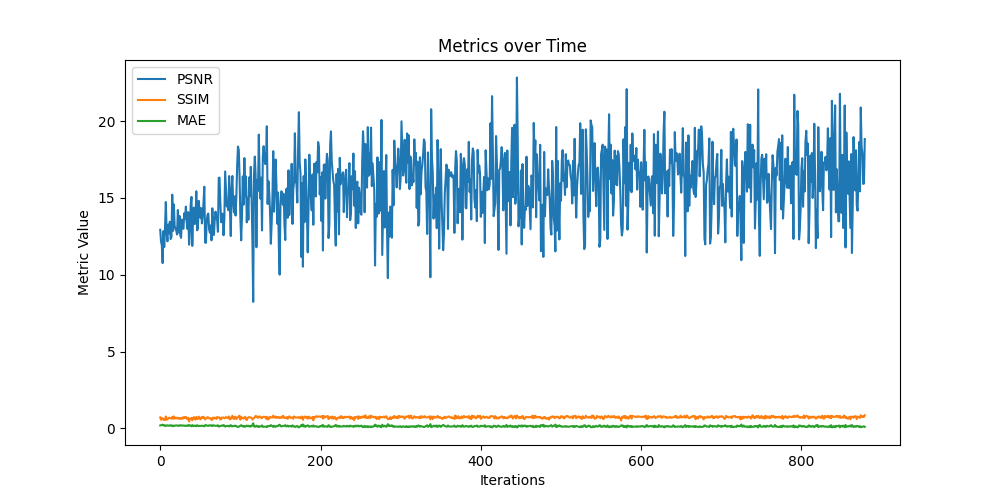 Metrics over Time
PSNR
SSIM
MAE
Metric Value
20
15
10
5
0
0 200 400 600 800
Iterations